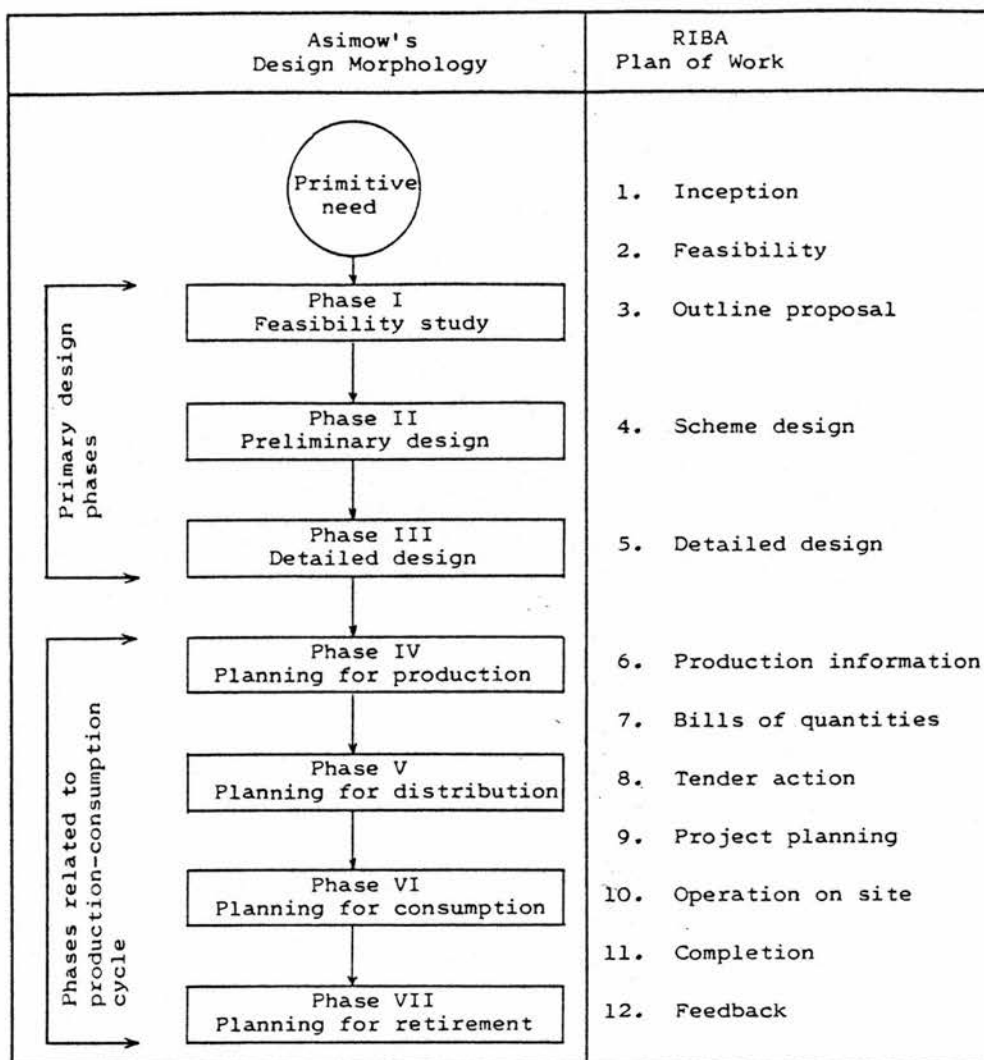 Asimow's
Design Morphology
RIBA
Plan of Work
Primitive
need
Primary design
phases
Phase I
Feasibility study
Phase II
Preliminary design
Phase III
Detailed design
Phases related to
production-consumption
cycle
Phase IV
Planning for production
Phase V
Planning for distribution
Phase VI
Planning for consumption
Phase VII
Planning for retirement
1. Inception
2. Feasibility
3. Outline proposal
4. Scheme design
5. Detailed design
6. Production information
7. Bills of quantities
8. Tender action
9. Project planning
10. Operation on site
11. Completion
12. Feedback